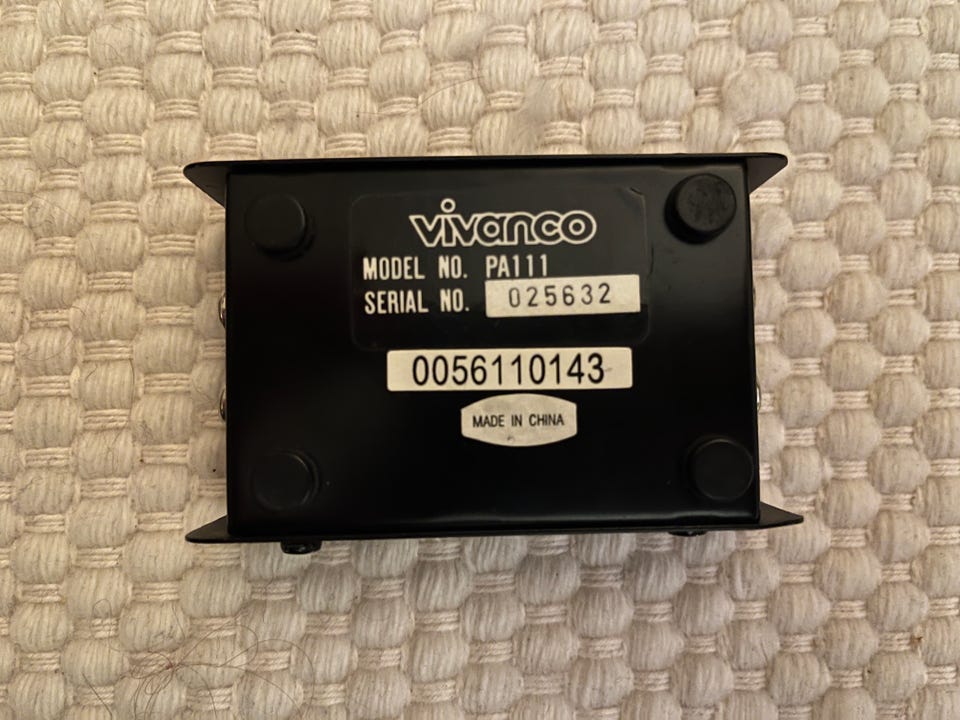 vivanco
MODEL NO. PA111
SERIAL NO. 025632
0056110143
MADE IN CHINA